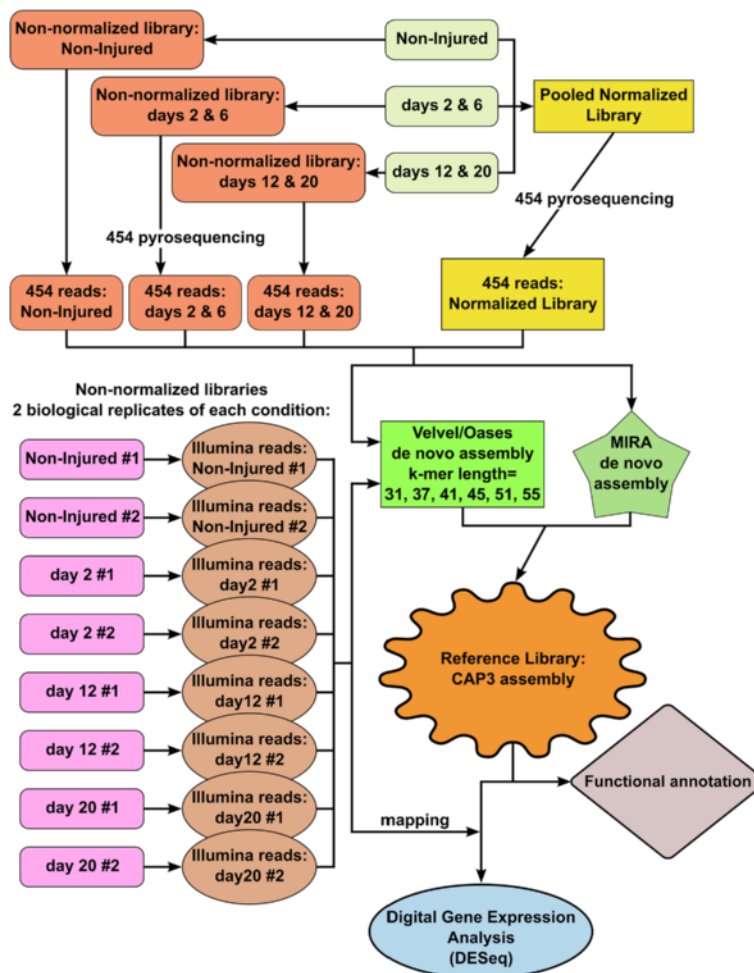 Non-normalized library:
Non-Injured
Non-Injured
Non-normalized library:
days 2 & 6
days 2 & 6
Pooled Normalized
Library
Non-normalized library:
days 12 & 20
days 12 & 20
454 pyrosequencing
454 pyrosequencing
454 reads:
Non-Injured
454 reads:
days 2 & 6
454 reads:
days 12 & 20
454 reads:
Normalized Library
Non-normalized libraries
2 biological replicates of each condition:
Velvel/Oases
de novo assembly
k-mer length=
31, 37, 41, 45, 51, 55
MIRA
de novo
assembly
Non-Injured #1
Illumina reads:
Non-Injured #1
Non-Injured #2
Illumina reads:
Non-Injured #2
day 2 #1
Illumina reads:
day2 #1
day 2 #2
Illumina reads:
day2 #2
day 12 #1
Illumina reads:
day12 #1
day 12 #2
Illumina reads:
day12 #2
day 20 #1
Illumina reads:
day20 #1
day 20 #2
Illumina reads:
day20 #2
Reference Library:
CAP3 assembly
Functional annotation
mapping
Digital Gene Expression
Analysis
(DESeq)